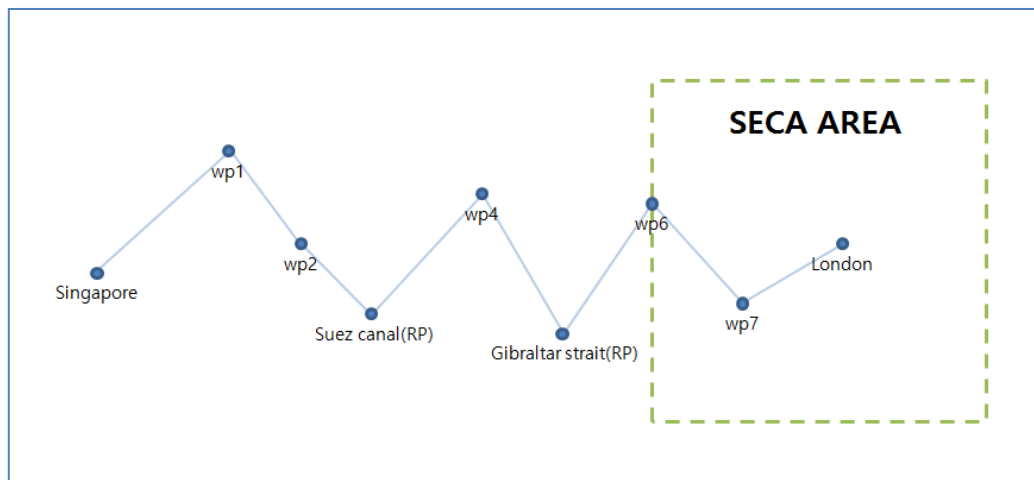 SECA AREA
wp1
wp4
wp6
wp2
London
Singapore
wp7
Suez canal(RP)
Gibraltar strait(RP)